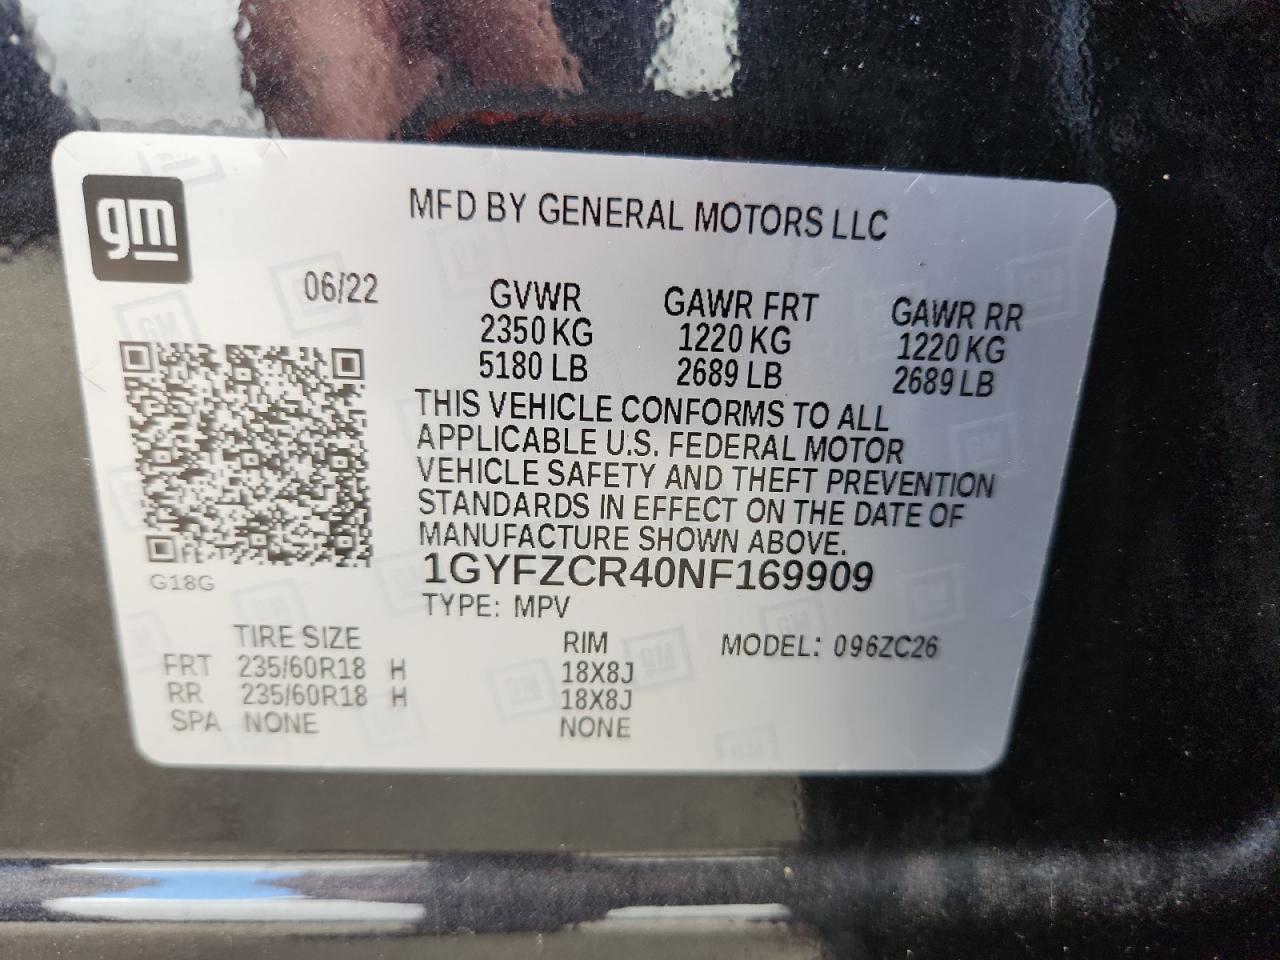 gm
MFD BY GENERAL MOTORS LLC
06/22
GVWR GAWR FRT GAWR RR
2350 KG 1220 KG 1220 KG
5180 LB 2689 LB 2689 LB
THIS VEHICLE CONFORMS TO ALL
APPLICABLE U.S. FEDERAL MOTOR
VEHICLE SAFETY AND THEFT PREVENTION
STANDARDS IN EFFECT ON THE DATE OF
MANUFACTURE SHOWN ABOVE.
1GYFZCR40NF169909
G18G
TYPE: MPV
TIRE SIZE RIM MODEL: 096ZC26
FRT 235/60R18 H 18X8J
RR 235/60R18 H 18X8J
SPA NONE NONE